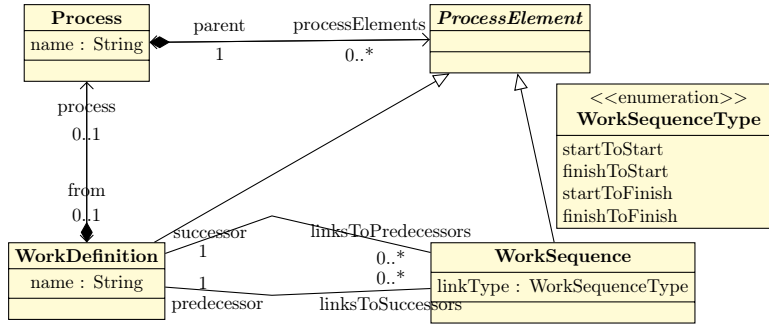 Process
name : String
parent
1
processElements
0..*
ProcessElement
process
0..1
from
0..1
<<enumeration>>
WorkSequenceType
startToStart
finishToStart
startToFinish
finishToFinish
WorkDefinition
name : String
successor
1
linksToPredecessors
0..*
1
predecessor
0..*
linksToSuccessors
WorkSequence
linkType : WorkSequenceType